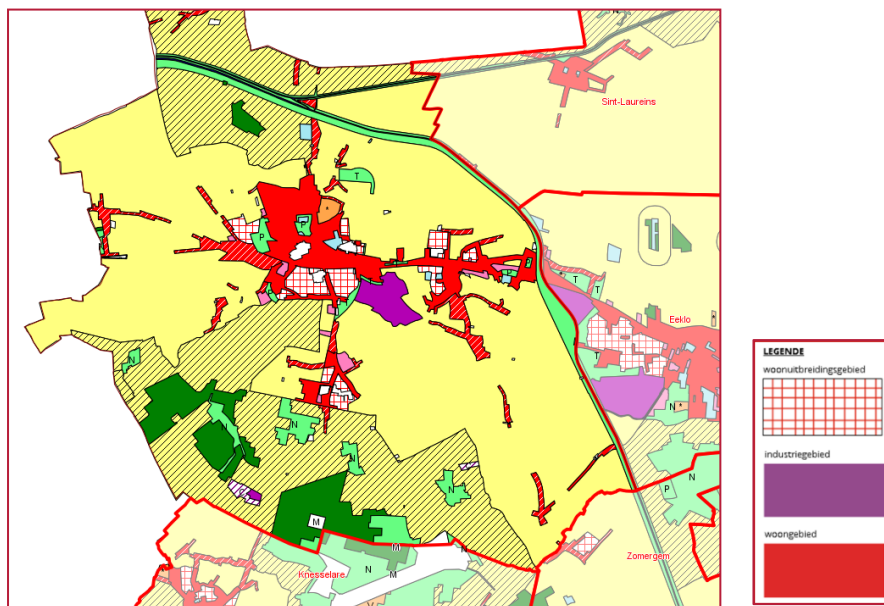 Sint-Laureins
T
P
P
T
T
Eeklo
T
N
N
N
N
N
N
P
N
M
M
N
M
N
Zomergem
Knesselare
LEGENDE
woonuitbreidingsgebied
industriegebied
woongebied